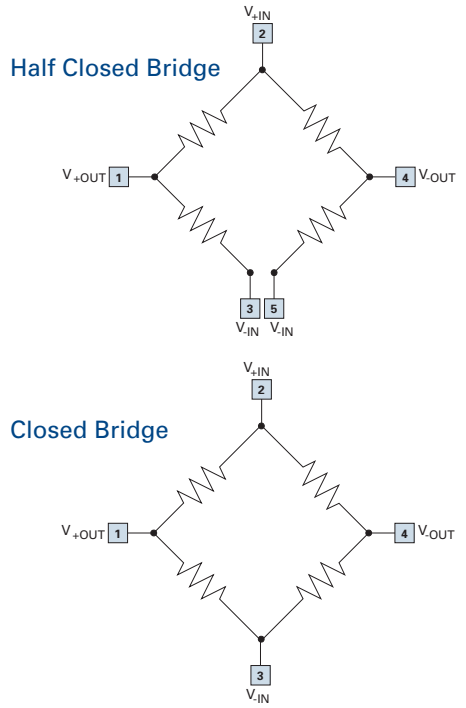 V+IN
2
Half Closed Bridge
V+OUT 1
4 V-OUT
3 5
V-IN V-IN
V+IN
2
Closed Bridge
V+OUT 1
4 V-OUT
3
V-IN